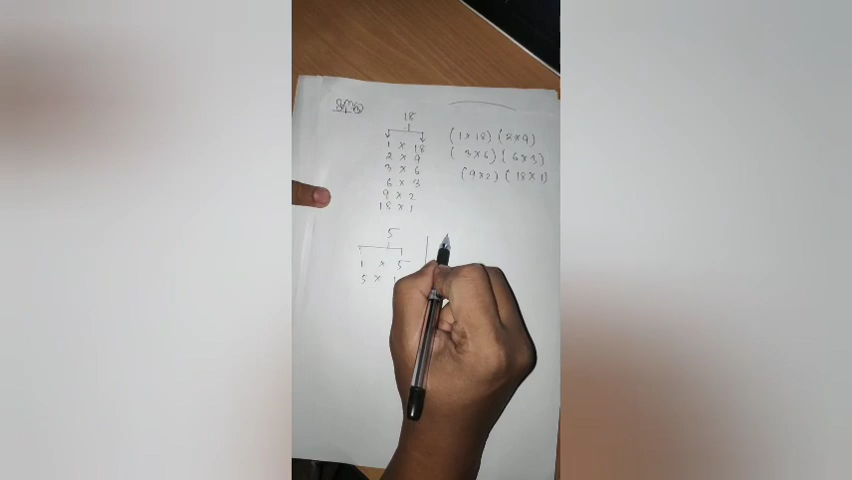 18
1 × 18
2 × 9
3 × 6
6 × 3
9 × 2
18 × 1
(1×18) (2×9)
(3×6) (6×3)
(9×2) (18×1)
5
1 × 5
5 ×